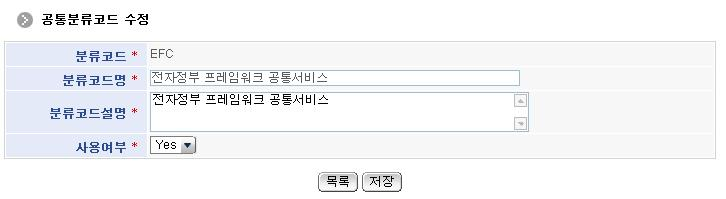 공통분류코드 수정
분류코드 * EFC
분류코드명 * 전자정부 프레임워크 공통서비스
분류코드설명 * 전자정부 프레임워크 공통서비스
사용여부 * Yes
목록 저장